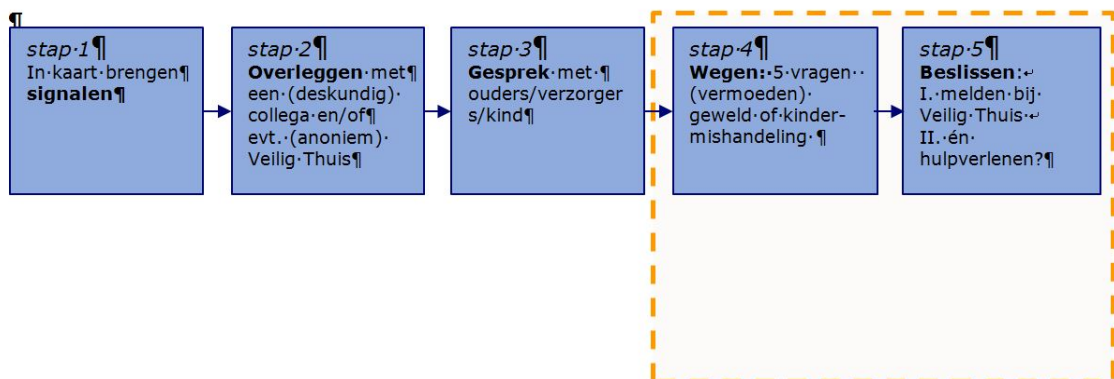 ¶
stap·1¶
In·kaart·brengen¶
signalen¶
stap·2¶
Overleggen·met¶
een·(deskundig)·
collega·en/of¶
evt.·(anoniem)·
Veilig·Thuis¶
stap·3¶
Gesprek·met·¶
ouders/verzorger
s/kind¶
stap·4¶
Wegen:·5·vragen··
(vermoeden)·
geweld·of·kinder-
mishandeling·¶
stap·5¶
Beslissen:↵
I.·melden·bij·
Veilig·Thuis·↵
II.·én·
hulpverlenen?¶